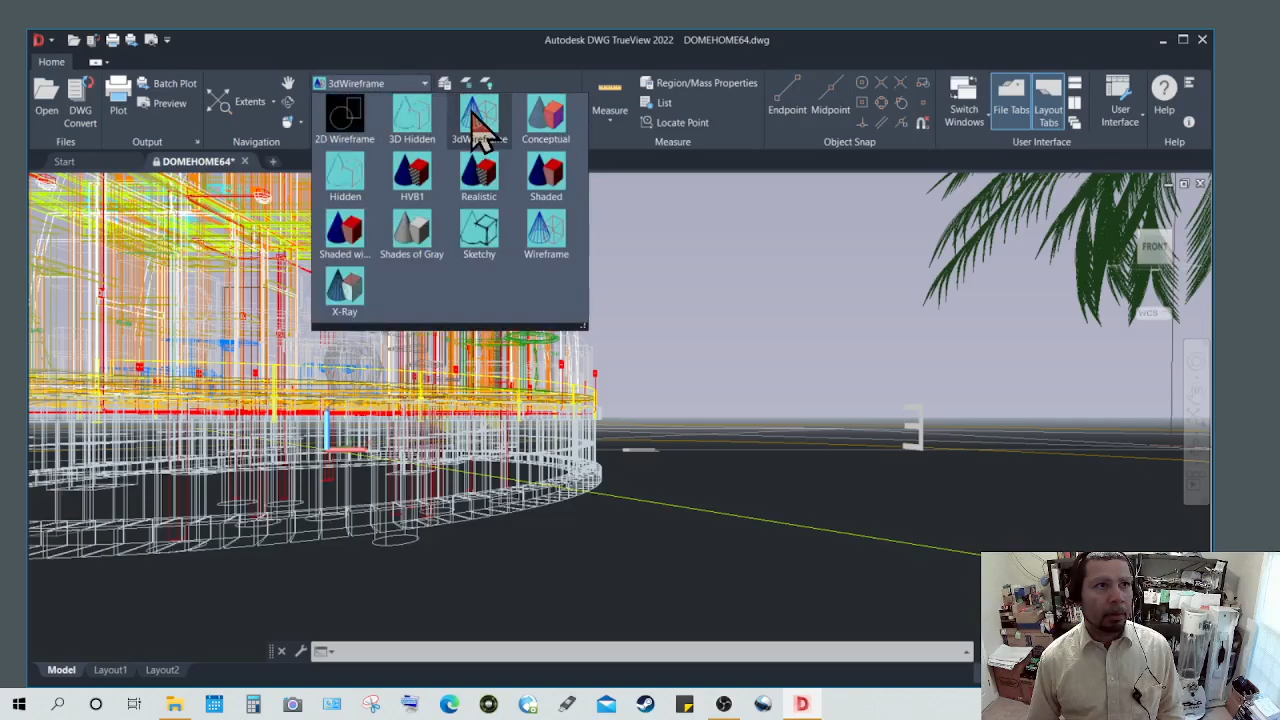 Autodesk DWG TrueView 2022 DOMEHOME64.dwg
Home
3dWireframe
Open
DWG Convert
Files
Plot
Batch Plot
Preview
Output
Extents
Navigation
2D Wireframe
3D Hidden
Conceptual
Hidden
HVB1
Realistic
Shaded
Shaded wi...
Shades of Gray
Sketchy
Wireframe
X-Ray
Measure
Region/Mass Properties
List
Locate Point
Measure
Endpoint
Midpoint
Object Snap
Switch Windows
File Tabs
Layout Tabs
User Interface
User Interface
Help
Help
Start
DOMEHOME64*
FRONT
WCS
Model
Layout1
Layout2